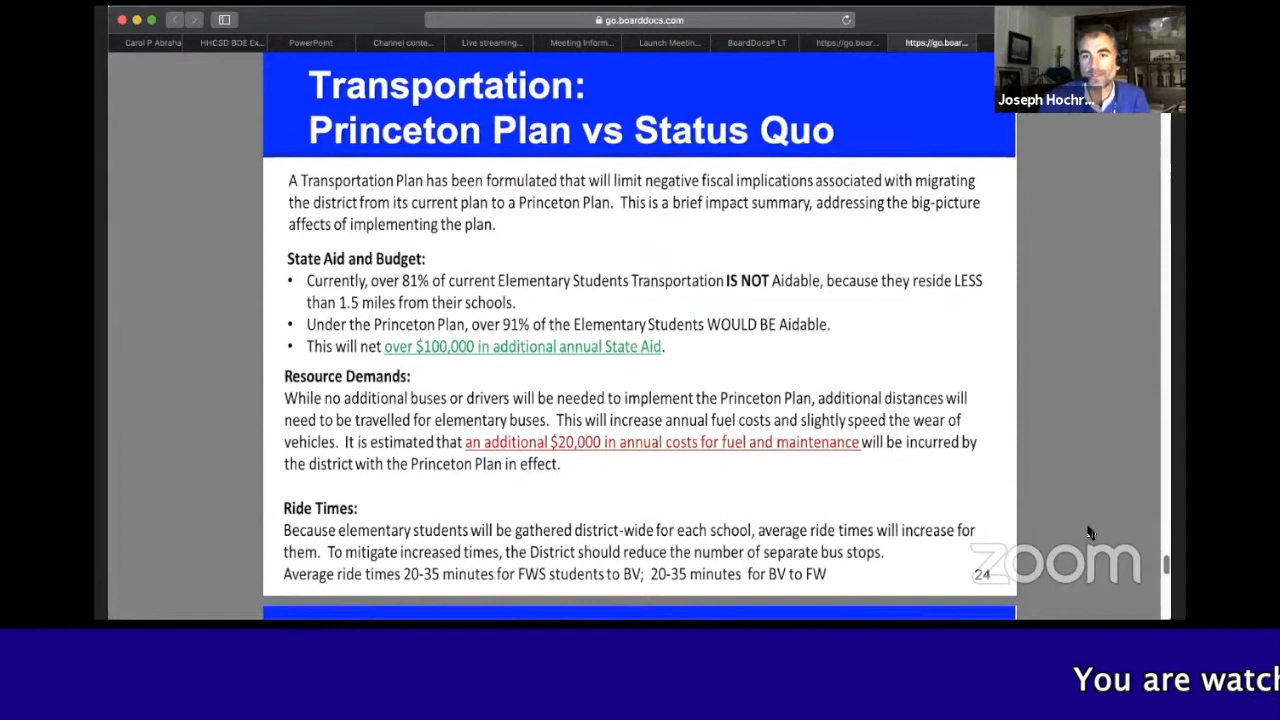 go.boarddocs.com
Carol P Abraha
HHCSD BOE Ex...
PowerPoint
Channel conte...
Live streaming...
Meeting Inform...
Launch Meetin...
BoardDocs® LT
https://go.boar...
https://go.boar...
Joseph Hochr...
Transportation:
Princeton Plan vs Status Quo
A Transportation Plan has been formulated that will limit negative fiscal implications associated with migrating
the district from its current plan to a Princeton Plan. This is a brief impact summary, addressing the big-picture
affects of implementing the plan.
State Aid and Budget:
• Currently, over 81% of current Elementary Students Transportation IS NOT Aidable, because they reside LESS
than 1.5 miles from their schools.
• Under the Princeton Plan, over 91% of the Elementary Students WOULD BE Aidable.
• This will net over $100,000 in additional annual State Aid.
Resource Demands:
While no additional buses or drivers will be needed to implement the Princeton Plan, additional distances will
need to be travelled for elementary buses. This will increase annual fuel costs and slightly speed the wear of
vehicles. It is estimated that an additional $20,000 in annual costs for fuel and maintenance will be incurred by
the district with the Princeton Plan in effect.
Ride Times:
Because elementary students will be gathered district-wide for each school, average ride times will increase for
them. To mitigate increased times, the District should reduce the number of separate bus stops.
Average ride times 20-35 minutes for FWS students to BV; 20-35 minutes for BV to FW
24
zoom
You are watch